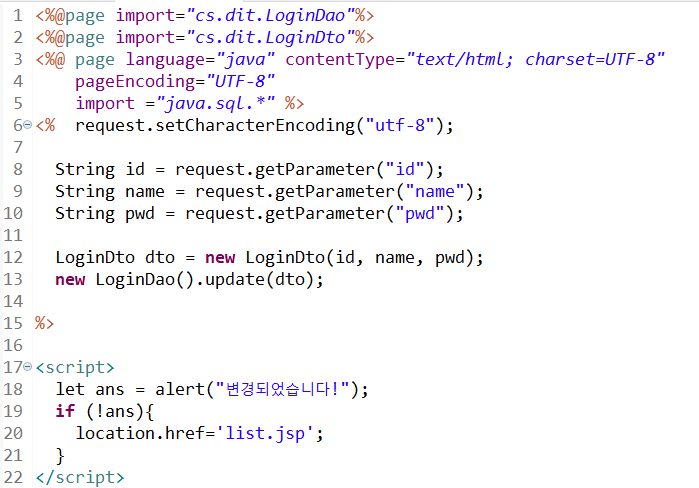 1 <%@page import="cs.dit.LoginDao"%>
2 <%@page import="cs.dit.LoginDto"%>
3 <%@ page language="java" contentType="text/html; charset=UTF-8"
4     pageEncoding="UTF-8"
5     import ="java.sql.*" %>
6 <%  request.setCharacterEncoding("utf-8");
7
8   String id = request.getParameter("id");
9   String name = request.getParameter("name");
10   String pwd = request.getParameter("pwd");
11
12   LoginDto dto = new LoginDto(id, name, pwd);
13   new LoginDao().update(dto);
14
15 %>
16
17 <script>
18   let ans = alert("변경되었습니다!");
19   if (!ans){
20     location.href='list.jsp';
21   }
22 </script>